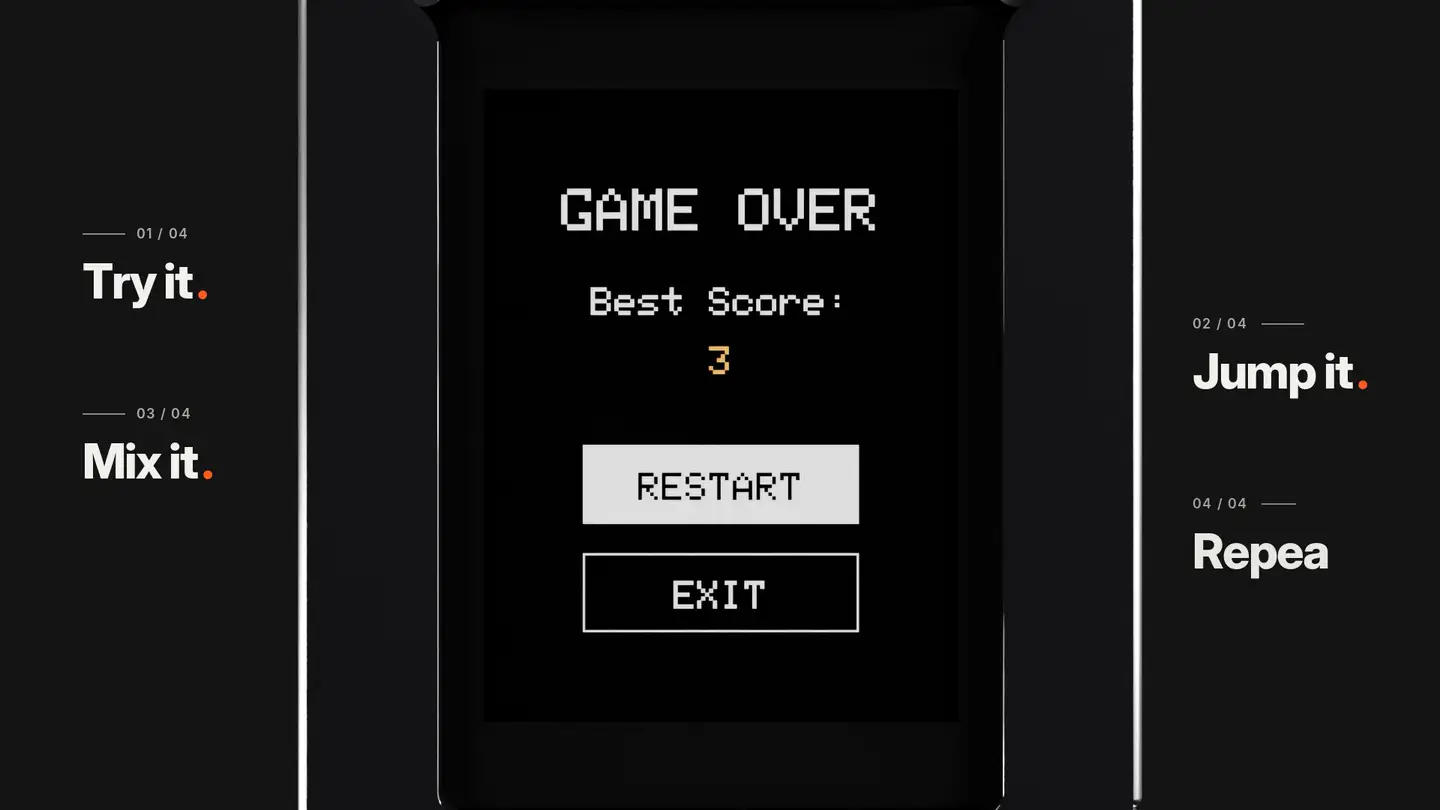 01 / 04
Try it.
03 / 04
Mix it.
GAME OVER
Best Score:
3
RESTART
EXIT
02 / 04
Jump it.
04 / 04
Repea